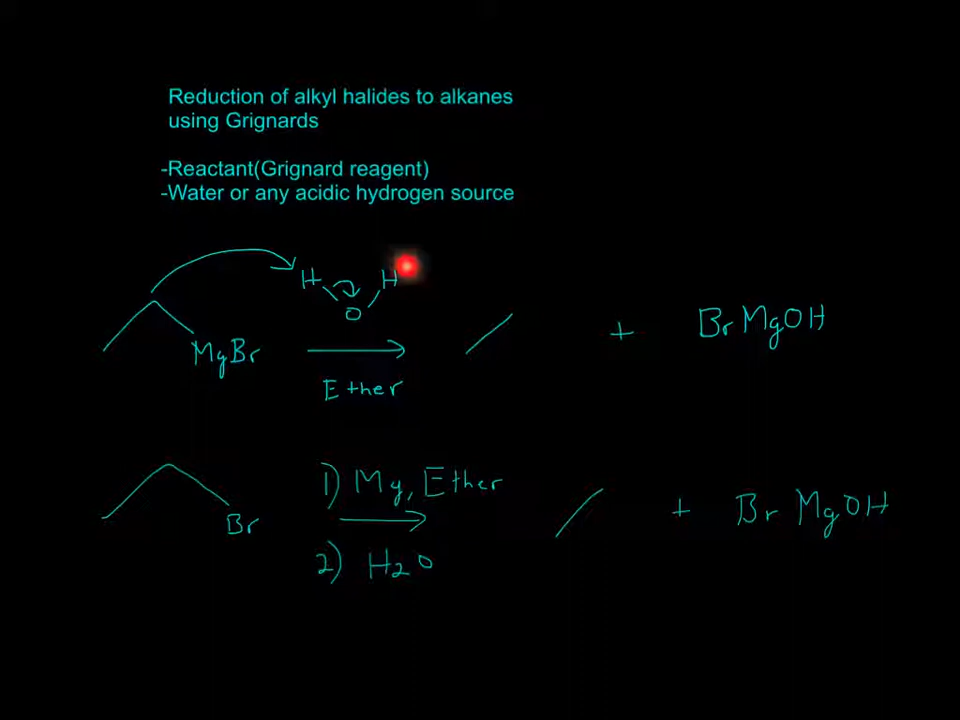 Reduction of alkyl halides to alkanes
using Grignards
-Reactant(Grignard reagent)
-Water or any acidic hydrogen source
H H
O
MgBr
Ether
+ BrMgOH
Br
1) Mg, Ether
2) H2O
+ BrMgOH